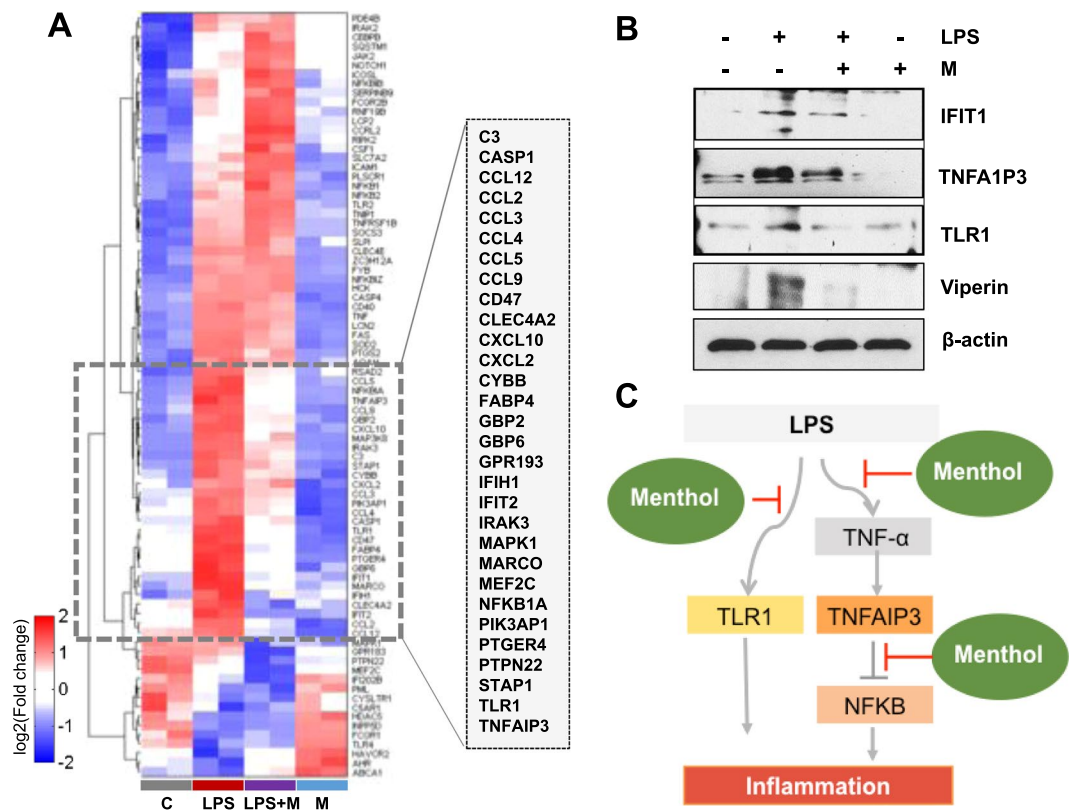 A
PDE4B
IRAK2
CEBPB
SQSTM1
JAK2
NOTCH1
ICOSL
NFKBIB
SERPINB9
FCGR2B
RNF19B
LCP2
CCRL2
RIPK2
CSF1
SLC7A2
ICAM1
PLSCR1
NFKB1
NFKB2
TLR2
TNIP1
TNFRSF1B
SOCS3
SLPI
CLEC4E
ZC3H12A
FYB
NFKBIZ
HCK
CASP4
CD40
TNF
LCN2
FAS
SOD2
PTGS2
RSAD2
CCL5
NFKBIA
TNFAIP3
CCL9
GBP2
CXCL10
MAP3K8
IRAK3
C3
STAP1
CYBB
CXCL2
CCL3
PIK3AP1
CCL4
CASP1
TLR1
CD47
FABP4
PTGER4
GBP6
IFIT1
MARCO
IFIH1
CLEC4A2
IFIT2
CCL2
CCL12
GPR183
PTPN22
MEF2C
IFI202B
PML
CYSLTR1
C5AR1
HDAC5
INPP5D
FCGR1
TLR4
HAVCR2
AHR
ABCA1
log2(Fold change)
2
1
0
-1
-2
C LPS LPS+M M
C3
CASP1
CCL12
CCL2
CCL3
CCL4
CCL5
CCL9
CD47
CLEC4A2
CXCL10
CXCL2
CYBB
FABP4
GBP2
GBP6
GPR193
IFIH1
IFIT2
IRAK3
MAPK1
MARCO
MEF2C
NFKB1A
PIK3AP1
PTGER4
PTPN22
STAP1
TLR1
TNFAIP3
B
- + + - LPS
- - + + M
IFIT1
TNFA1P3
TLR1
Viperin
β-actin
C
LPS
Menthol
Menthol
TNF-α
TLR1
TNFAIP3
Menthol
NFKB
Inflammation